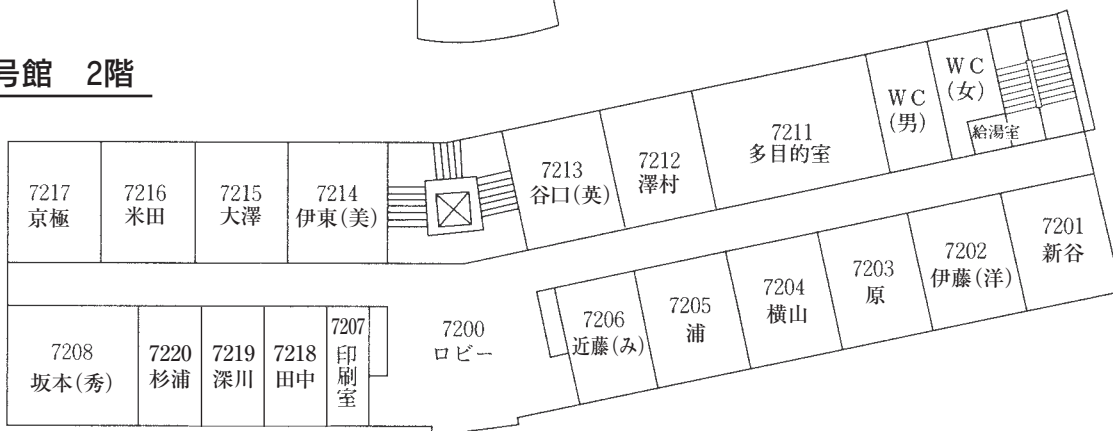 号館 2階
7217
京極
7216
米田
7215
大澤
7214
伊東(美)
7213
谷口(英)
7212
澤村
7211
多目的室
WC
(男)
WC
(女)
給湯室
7208
坂本(秀)
7220
杉浦
7219
深川
7218
田中
7207
印刷室
7200
ロビー
7206
近藤(み)
7205
浦
7204
横山
7203
原
7202
伊藤(洋)
7201
新谷